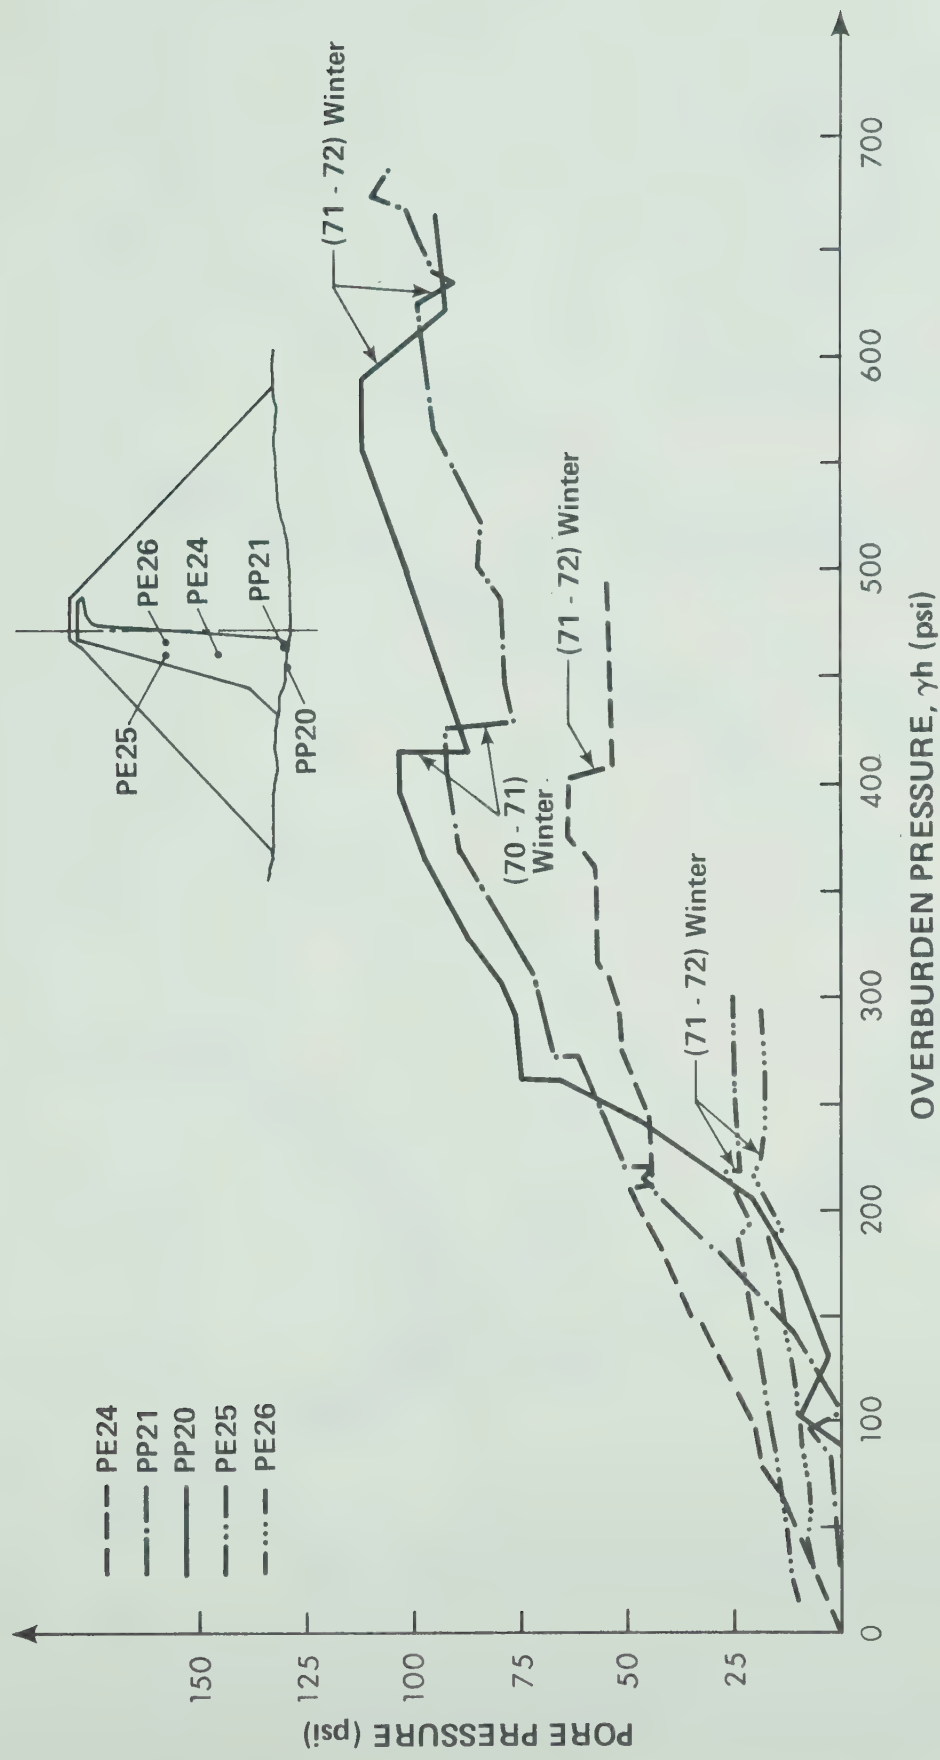 PE24
PP21
PP20
PE25
PE26
PE25
PP20
PE26
PE24
PP21
(71 - 72) Winter
(70 - 71)
Winter
(71 - 72) Winter
(71 - 72) Winter
PORE PRESSURE (psi)
150
125
100
75
50
25
0
100
200
300
400
500
600
700
OVERBURDEN PRESSURE, γh (psi)